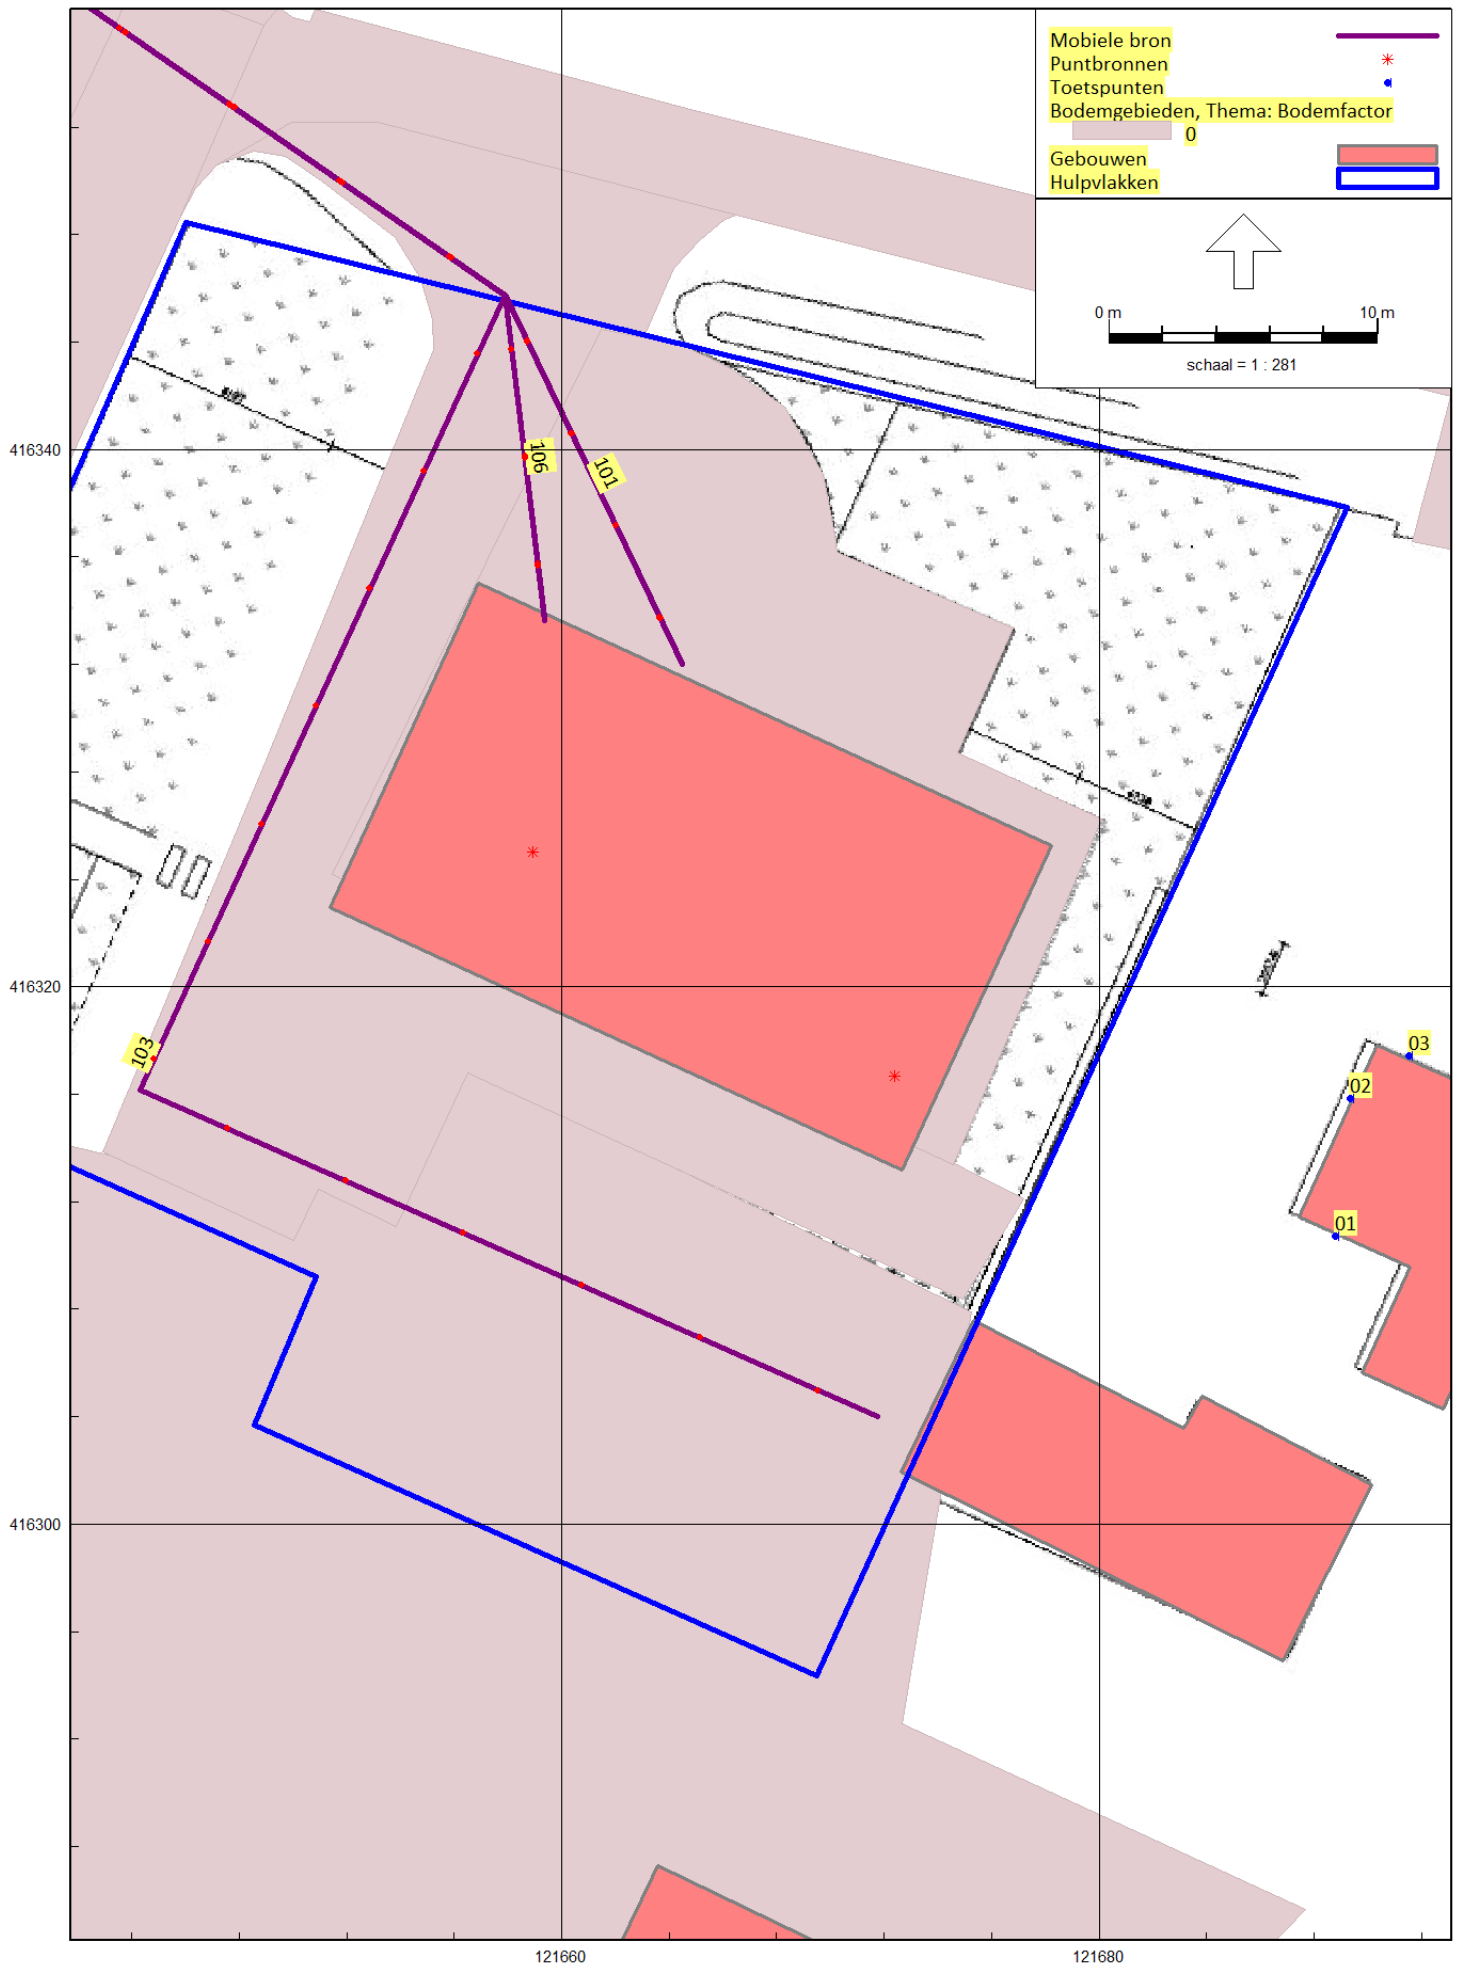 Mobiele bron
Puntbronnen
Toetspunten
Bodemgebieden, Thema: Bodemfactor
0
Gebouwen
Hulpvlakken
0 m 10 m
schaal = 1 : 281
416340
106
101
416320
103
03
02
01
416300
121660 121680